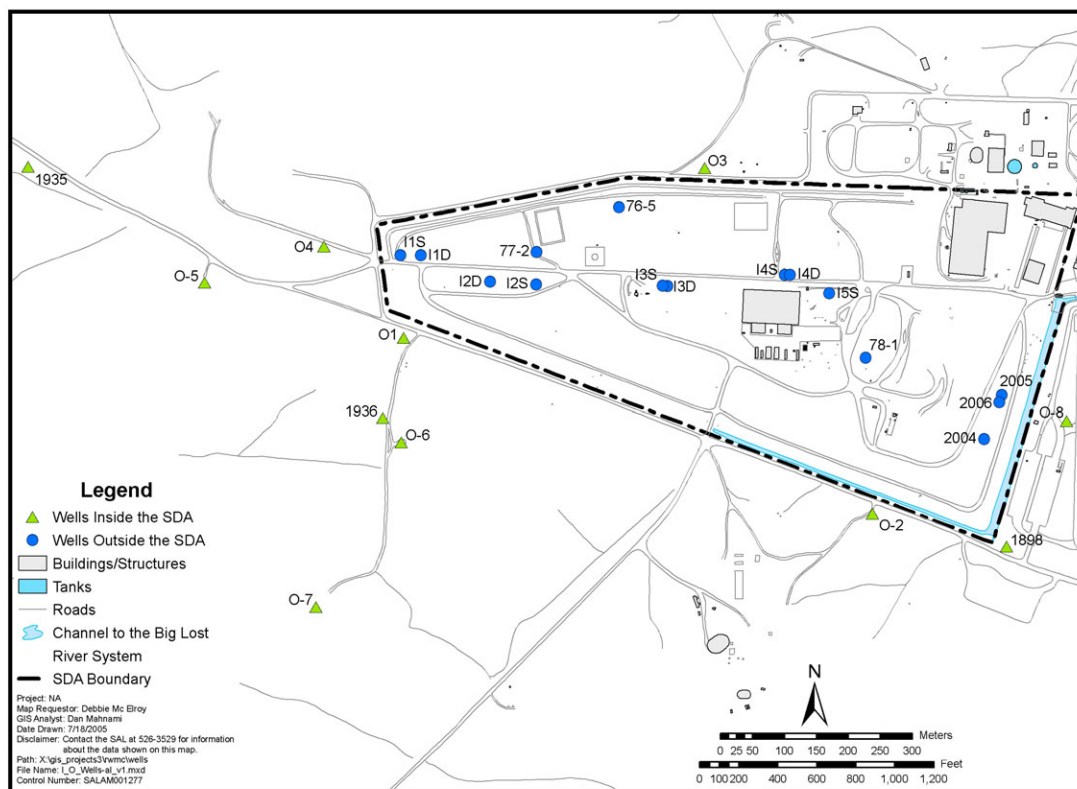 O3
1935
76-5
O4
I1S
I1D
77-2
O-5
I2D
I2S
I3S
I3D
I4S
I4D
I5S
O1
78-1
1936
O-6
2005
2006
O-8
2004
O-2
1898
O-7
Legend
Wells Inside the SDA
Wells Outside the SDA
Buildings/Structures
Tanks
Roads
Channel to the Big Lost
River System
SDA Boundary
Project: NA
Map Requestor: Debbie Mc Elroy
GIS Analyst: Dan Mahnami
Date Drawn: 7/18/2005
Disclaimer: Contact the SAL at 526-3529 for information
about the data shown on this map.
Path: X:\gis_projects3\rwmc\wells
File Name: I_O_Wells-al_v1.mxd
Control Number: SALAM001277
N
Meters
0 25 50 100 150 200 250 300
Feet
0 100 200 400 600 800 1,000 1,200